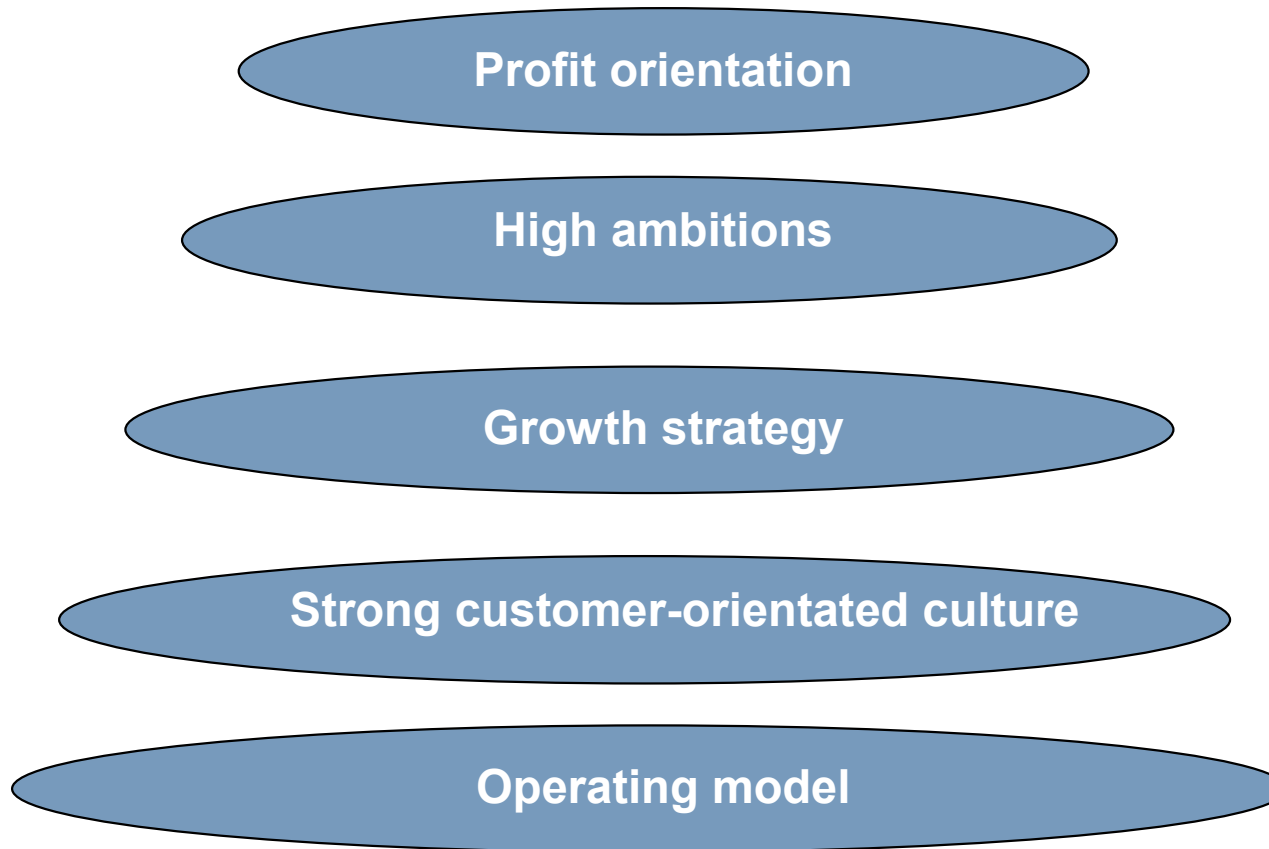 Profit orientation
High ambitions
Growth strategy
Strong customer-orientated culture
Operating model